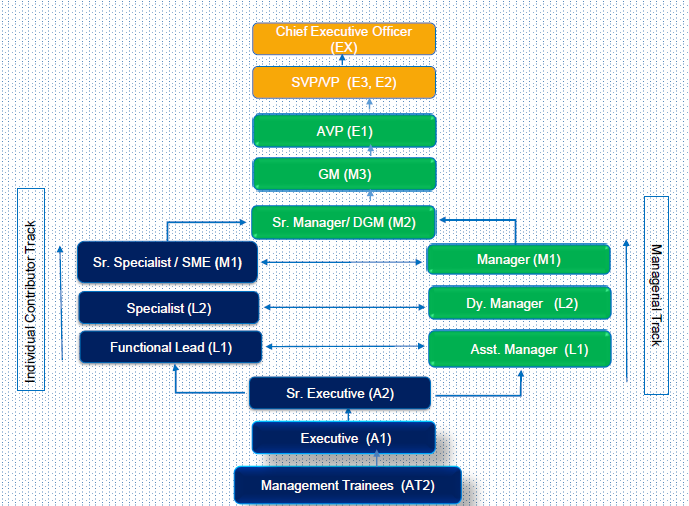 Chief Executive Officer
(EX)
SVP/VP (E3, E2)
AVP (E1)
GM (M3)
Sr. Manager/ DGM (M2)
Individual Contributor Track
Sr. Specialist / SME (M1)
Manager (M1)
Managerial Track
Specialist (L2)
Dy. Manager (L2)
Functional Lead (L1)
Asst. Manager (L1)
Sr. Executive (A2)
Executive (A1)
Management Trainees (AT2)